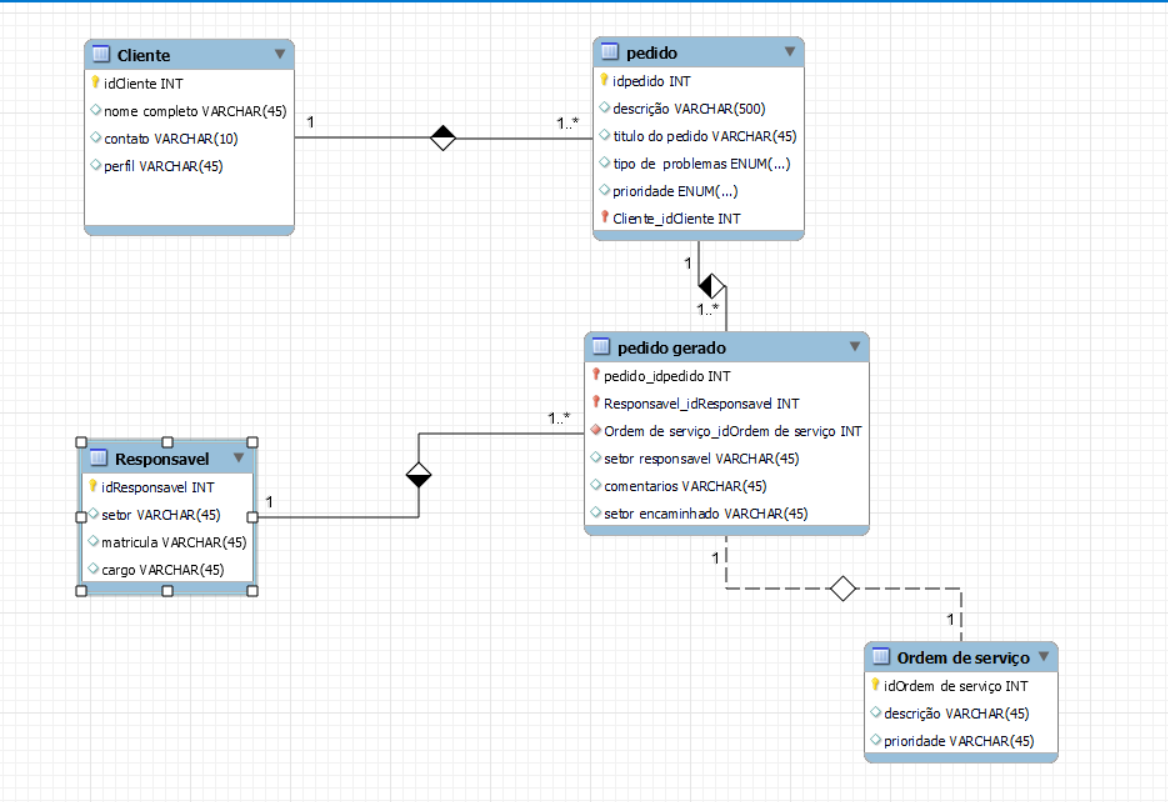 Cliente
idCliente INT
nome completo VARCHAR(45)
contato VARCHAR(10)
perfil VARCHAR(45)
1
1..*
pedido
idpedido INT
descrição VARCHAR(500)
titulo do pedido VARCHAR(45)
tipo de problemas ENUM(...)
prioridade ENUM(...)
Cliente_idCliente INT
1
1..*
pedido gerado
pedido_idpedido INT
Responsavel_idResponsavel INT
Ordem de serviço_idOrdem de serviço INT
setor responsavel VARCHAR(45)
comentarios VARCHAR(45)
setor encaminhado VARCHAR(45)
1..*
Responsavel
idResponsavel INT
setor VARCHAR(45)
matricula VARCHAR(45)
cargo VARCHAR(45)
1
1
1
Ordem de serviço
idOrdem de serviço INT
descrição VARCHAR(45)
prioridade VARCHAR(45)